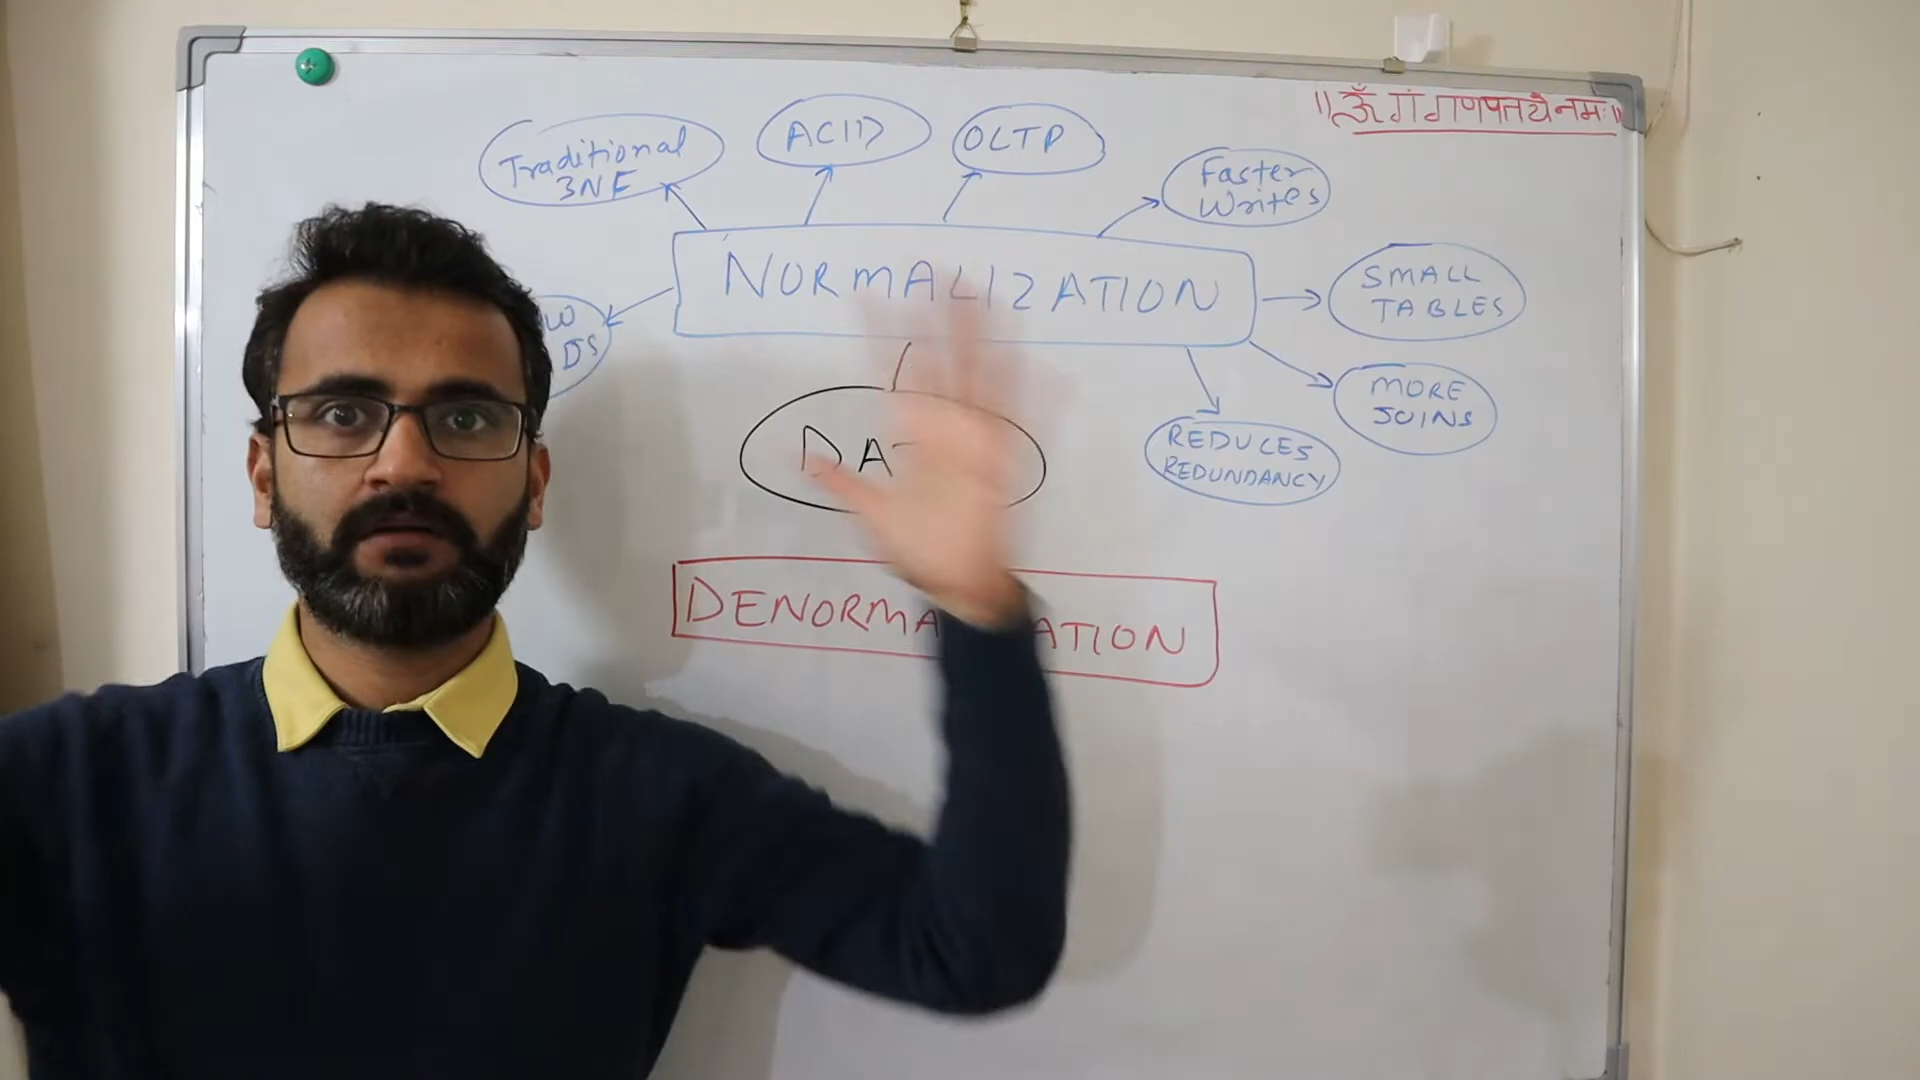 ॥ ॐ गं गणपतये नमः ॥
Traditional
3NF
ACID
OLTP
Faster
Writes
NORMALIZATION
SMALL
TABLES
MORE
JOINS
REDUCES
REDUNDANCY